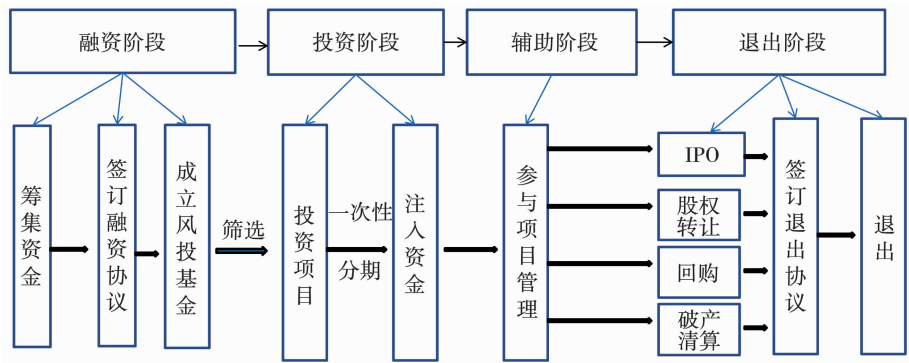 融资阶段
投资阶段
辅助阶段
退出阶段
筹集资金
签订融资协议
成立风投基金
筛选
投资项目
一次性
分期
注入资金
参与项目管理
IPO
股权
转让
回购
破产
清算
签订退出协议
退出